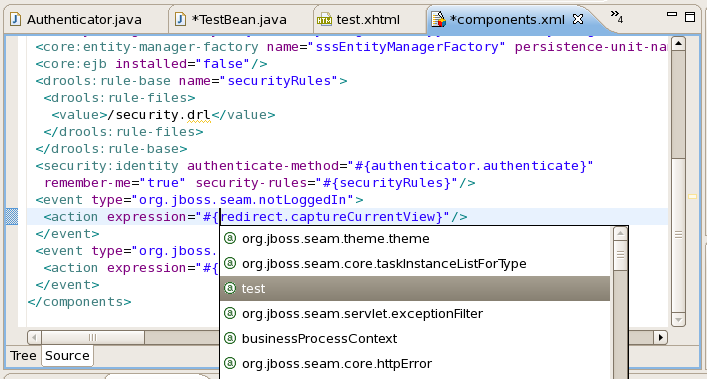 Authenticator.java *TestBean.java test.xhtml *components.xml 4
<core:entity-manager-factory name="sssEntityManagerFactory" persistence-unit-na
<core:ejb installed="false"/>
<drools:rule-base name="securityRules">
<drools:rule-files>
<value>/security.drl</value>
</drools:rule-files>
</drools:rule-base>
<security:identity authenticate-method="#{authenticator.authenticate}"
remember-me="true" security-rules="#{securityRules}"/>
<event type="org.jboss.seam.notLoggedIn">
<action expression="#{redirect.captureCurrentView}"/>
</event>
<event type="org.jboss.
<action expression="#{
</event>
</components>
org.jboss.seam.theme.theme
org.jboss.seam.core.taskInstanceListForType
test
org.jboss.seam.servlet.exceptionFilter
businessProcessContext
org.jboss.seam.core.httpError
Tree Source